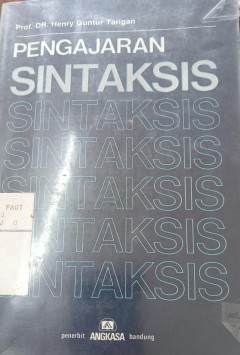 Prof. DR. Henry Guntur Tarigan
PENGAJARAN
SINTAKSIS
SINTAKSIS
SINTAKSIS
SINTAKSIS
SINTAKSIS
SINTAKSIS
penerbit ANGKASA bandung